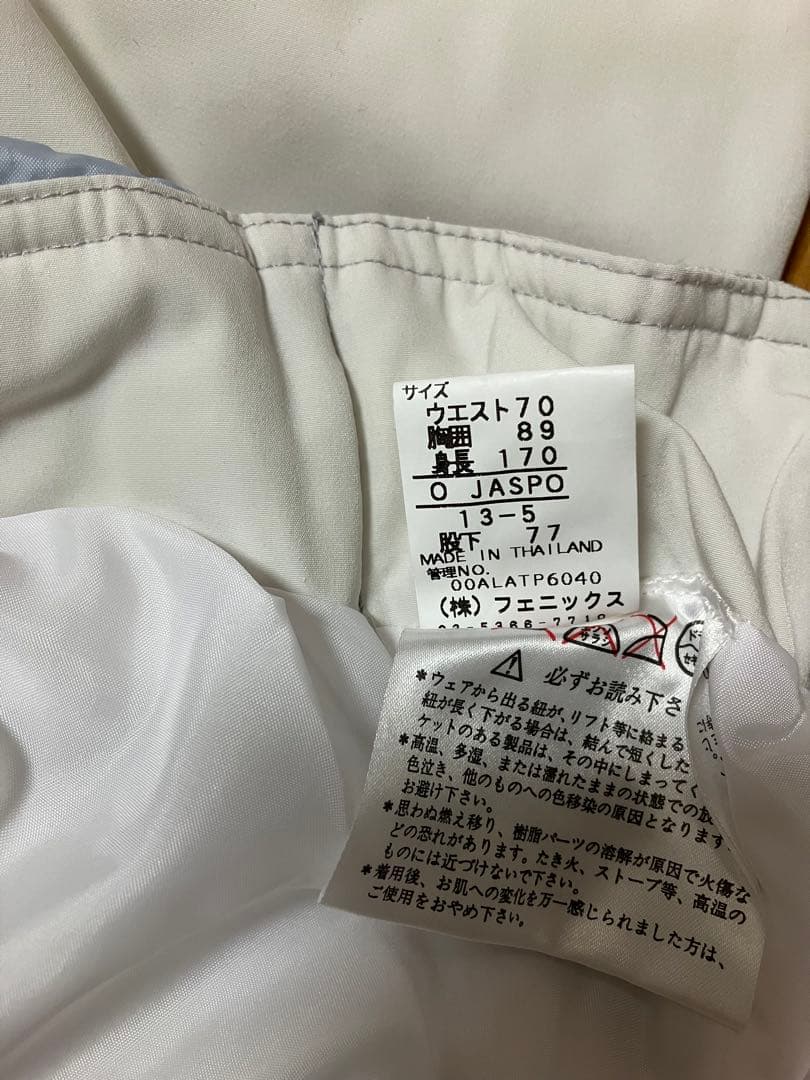 サイズ
ウエスト70
胸囲 89
身長 170
O JASPO
13-5
股下 77
MADE IN THAILAND
管理NO.
00ALATP6040
(株)フェニックス
サラシ
必ずお読み下さ
*ウェアから出る紐が、リフト等に絡まる
紐が長く下がる場合は、結んで短くした
ケットのある製品は、その中にしまってく
*高温、多湿、または濡れたままの状態での放
色泣き、他のものへの色移染の原因となります
お避け下さい。
*思わぬ燃え移り、樹脂パーツの溶解が原因で火傷な
どの恐れがあります。たき火、ストーブ等、高温の
ものには近づけないで下さい。
*着用後、お肌への変化を万一感じられました方は、
ご使用をおやめ下さい。